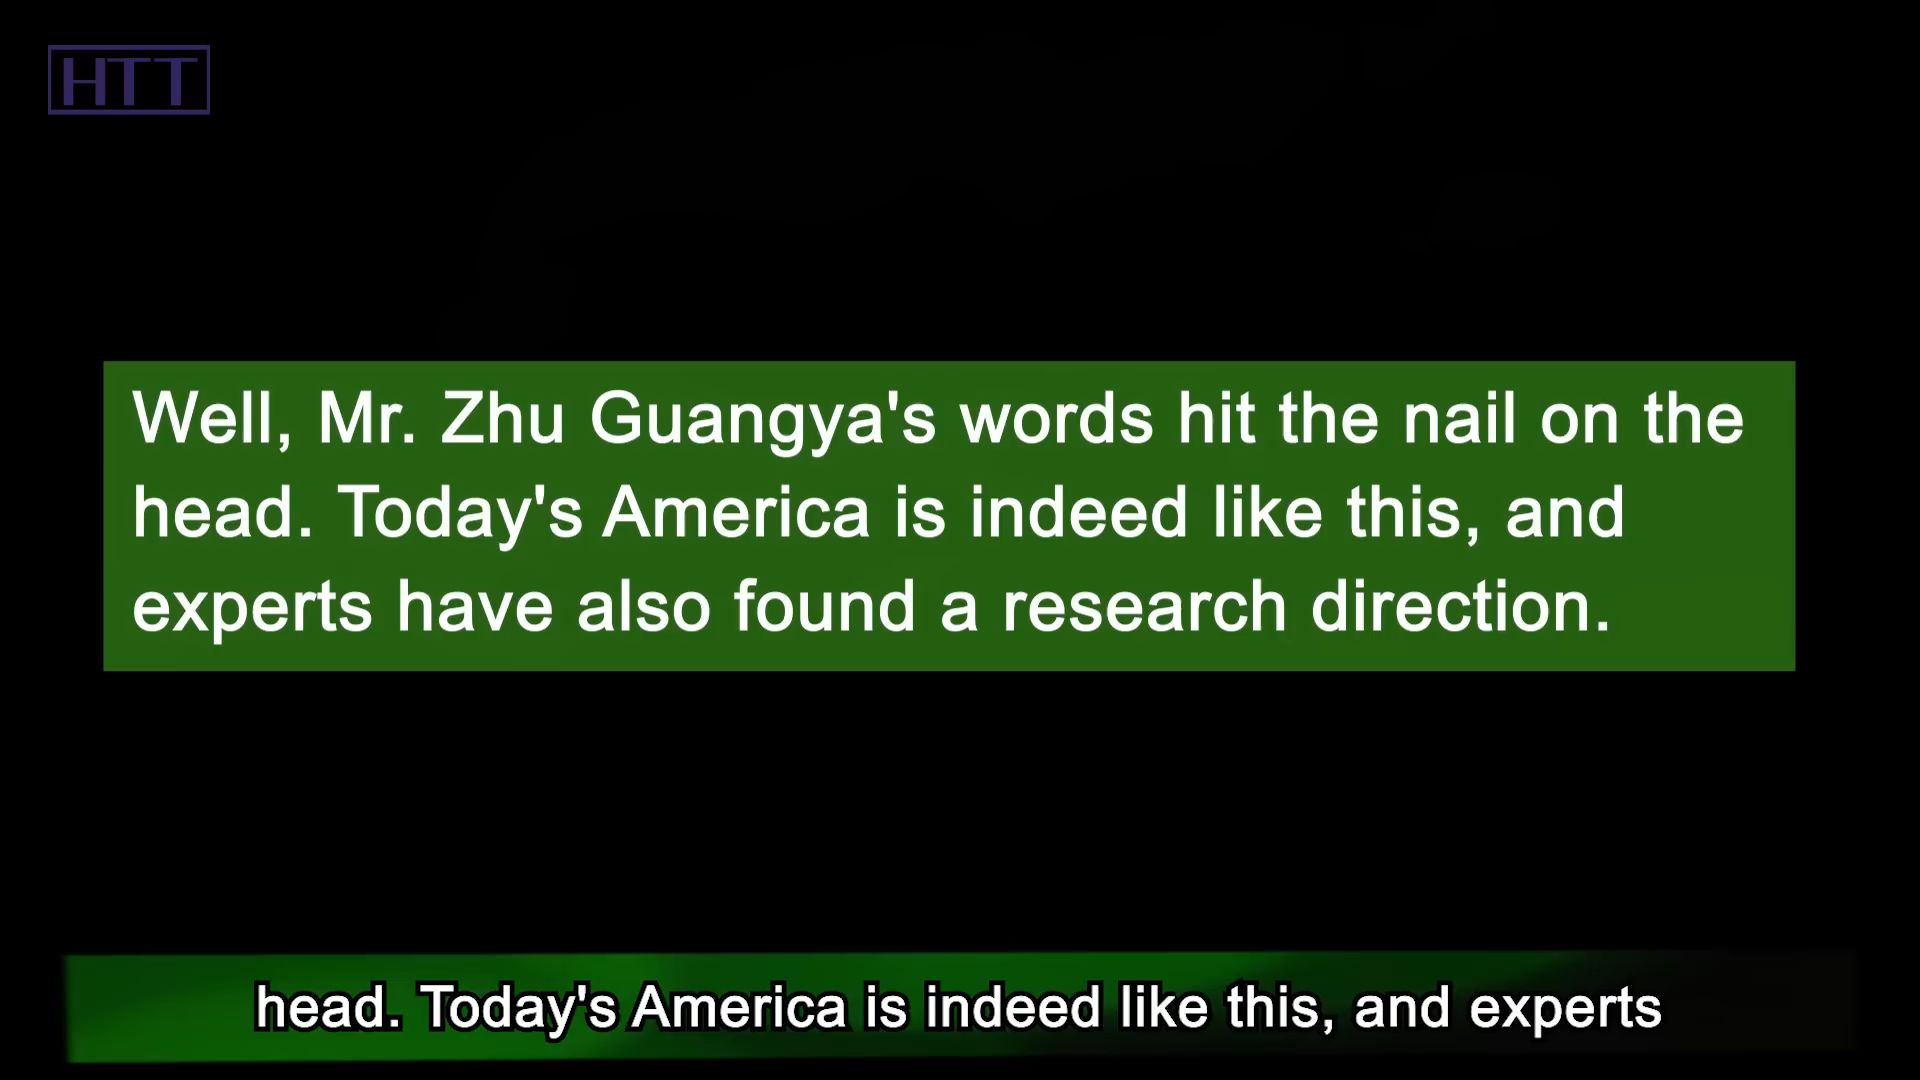 HTT
Well, Mr. Zhu Guangya's words hit the nail on the
head. Today's America is indeed like this, and
experts have also found a research direction.
head. Today's America is indeed like this, and experts